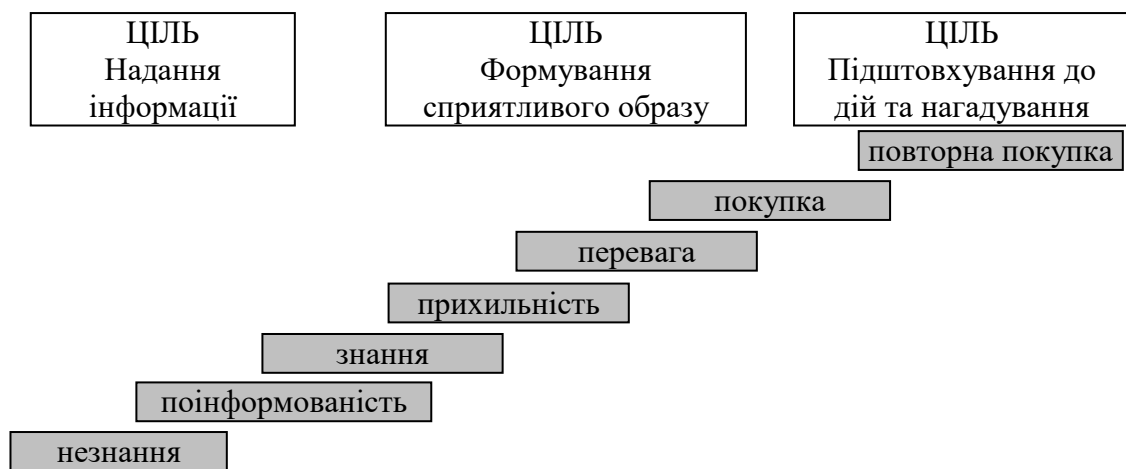 ЦІЛЬ
Надання
інформації
ЦІЛЬ
Формування
сприятливого образу
ЦІЛЬ
Підштовхування до
дій та нагадування
повторна покупка
покупка
перевага
прихильність
знання
поінформованість
незнання